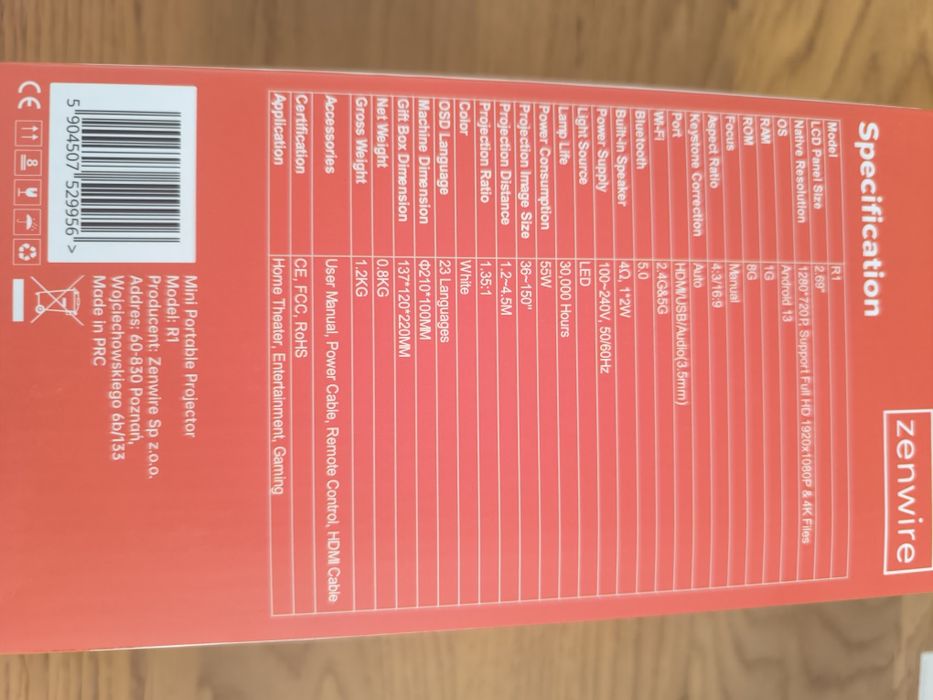 zenwire
Specification
Model R1
LCD Panel Size 2.69"
Native Resolution 1280*720P, Support Full HD 1920x1080P & 4K Files
OS Android 13
RAM 1G
ROM 8G
Focus Manual
Aspect Ratio 4:3/16:9
Keystone Correction Auto
Port HDMI/USB/Audio(3.5mm)
Wi-Fi 2.4G&5G
Bluetooth 5.0
Built-in Speaker 4Ω, 1*2W
Power Supply 100~240V, 50/60Hz
Light Source LED
Lamp Life 30,000 Hours
Power Consumption 55W
Projection Image Size 36~150"
Projection Distance 1.2~4.5M
Projection Ratio 1.35:1
Color White
OSD Language 23 Languages
Machine Dimension Φ210*100MM
Gift Box Dimension 137*120*220MM
Net Weight 0.8KG
Gross Weight 1.2KG
Accessories User Manual, Power Cable, Remote Control, HDMI Cable
Certification CE, FCC, RoHS
Application Home Theater, Entertainment, Gaming
5 904507 529956 >
CE
8
Mini Portable Projector
Model: R1
Producent: Zenwire Sp z.o.o.
Addres: 60-830 Poznań,
Wojciechowskiego 6b/133
Made in PRC